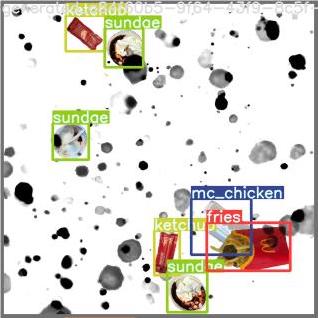 ketchup
sundae
sundae
mc_chicken
fries
ketchup
sundae